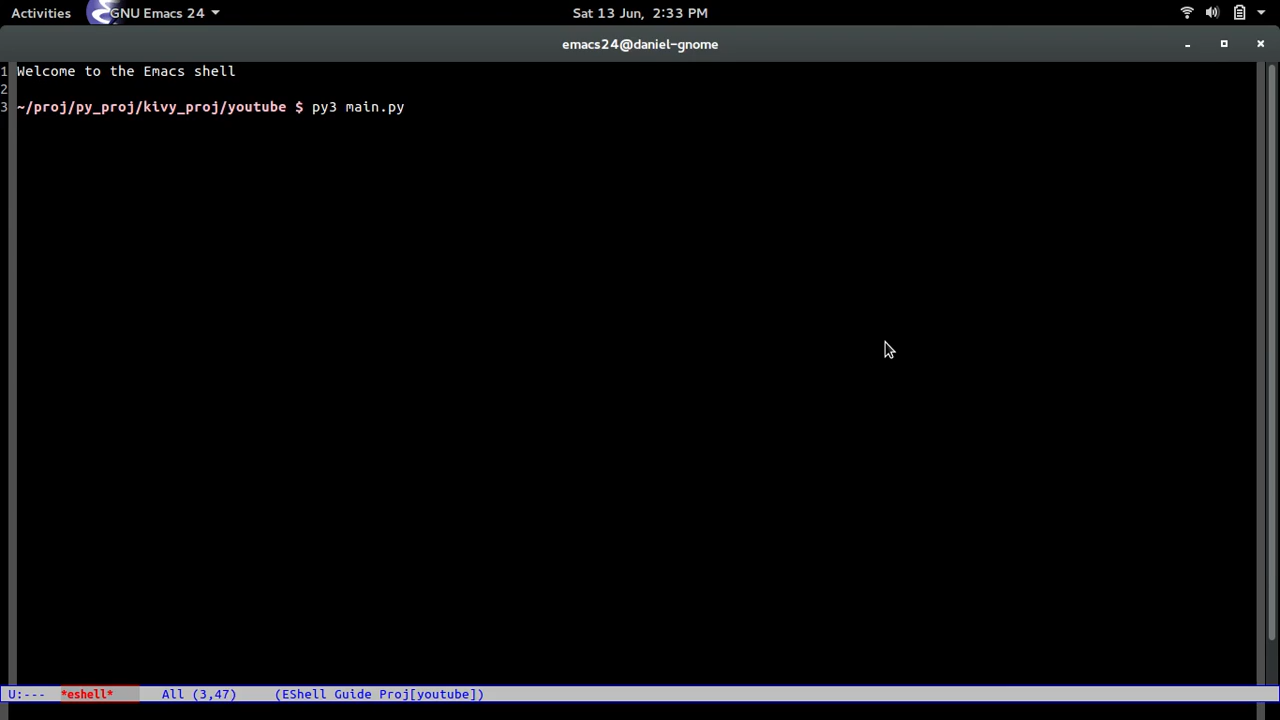 Activities GNU Emacs 24 Sat 13 Jun, 2:33 PM
emacs24@daniel-gnome
1 Welcome to the Emacs shell
2
3 ~/proj/py_proj/kivy_proj/youtube $ py3 main.py
U:--- *eshell* All (3,47) (EShell Guide Proj[youtube])